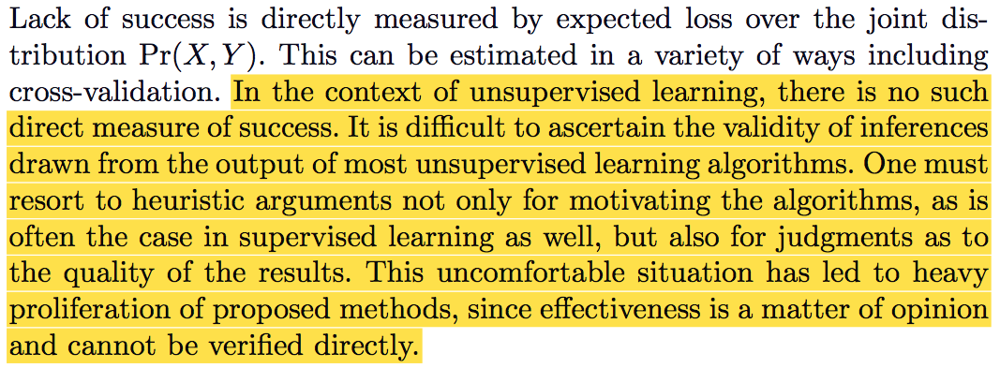 Lack of success is directly measured by expected loss over the joint dis-
tribution Pr(X, Y). This can be estimated in a variety of ways including
cross-validation. In the context of unsupervised learning, there is no such
direct measure of success. It is difficult to ascertain the validity of inferences
drawn from the output of most unsupervised learning algorithms. One must
resort to heuristic arguments not only for motivating the algorithms, as is
often the case in supervised learning as well, but also for judgments as to
the quality of the results. This uncomfortable situation has led to heavy
proliferation of proposed methods, since effectiveness is a matter of opinion
and cannot be verified directly.